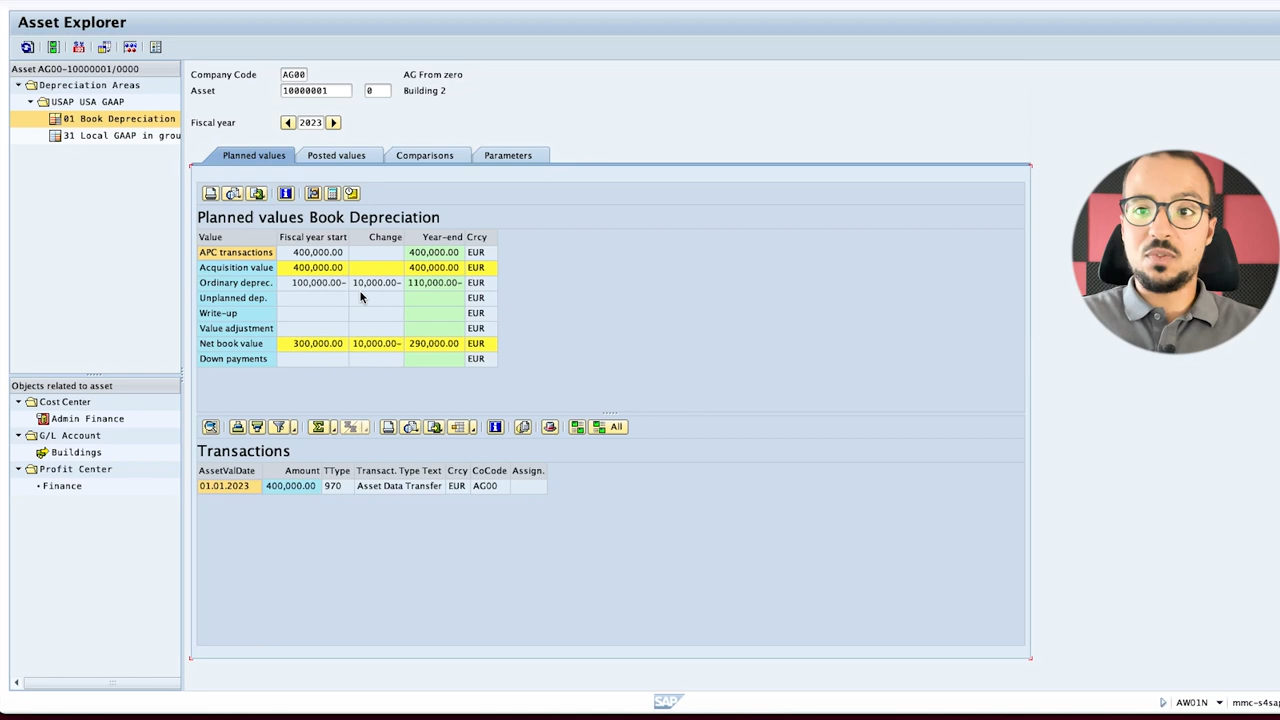 Asset Explorer
Asset AG00-10000001/0000
Depreciation Areas
USAP USA GAAP
01 Book Depreciation
31 Local GAAP in grou
Company Code AG00 AG From zero
Asset 10000001 0 Building 2
Fiscal year 2023
Planned values Posted values Comparisons Parameters
Planned values Book Depreciation
Value Fiscal year start Change Year-end Crcy
APC transactions 400,000.00 400,000.00 EUR
Acquisition value 400,000.00 400,000.00 EUR
Ordinary deprec. 100,000.00- 10,000.00- 110,000.00- EUR
Unplanned dep. EUR
Write-up EUR
Value adjustment EUR
Net book value 300,000.00 10,000.00- 290,000.00 EUR
Down payments EUR
Objects related to asset
Cost Center
Admin Finance
G/L Account
Buildings
Profit Center
Finance
All
Transactions
AssetValDate Amount TType Transact. Type Text Crcy CoCode Assign.
01.01.2023 400,000.00 970 Asset Data Transfer EUR AG00
SAP
AW01N mmc-s4sap